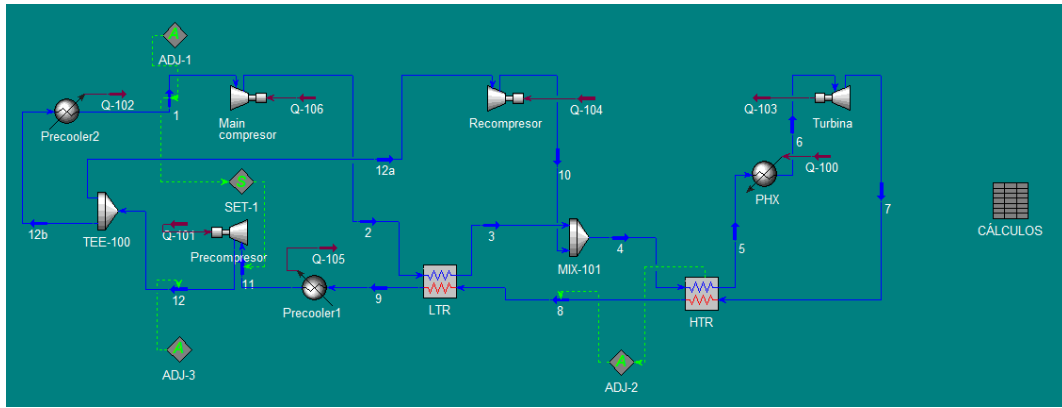 A
ADJ-1
Q-102
1
Precooler2
Main
compresor
Q-106
Recompresor
Q-104
Q-103
Turbina
12a
10
6
Q-100
PHX
7
S
SET-1
12b
TEE-100
Q-101
Precompresor
11
12
Q-105
Precooler1
9
2
3
LTR
MIX-101
4
5
8
HTR
CÁLCULOS
A
ADJ-3
A
ADJ-2